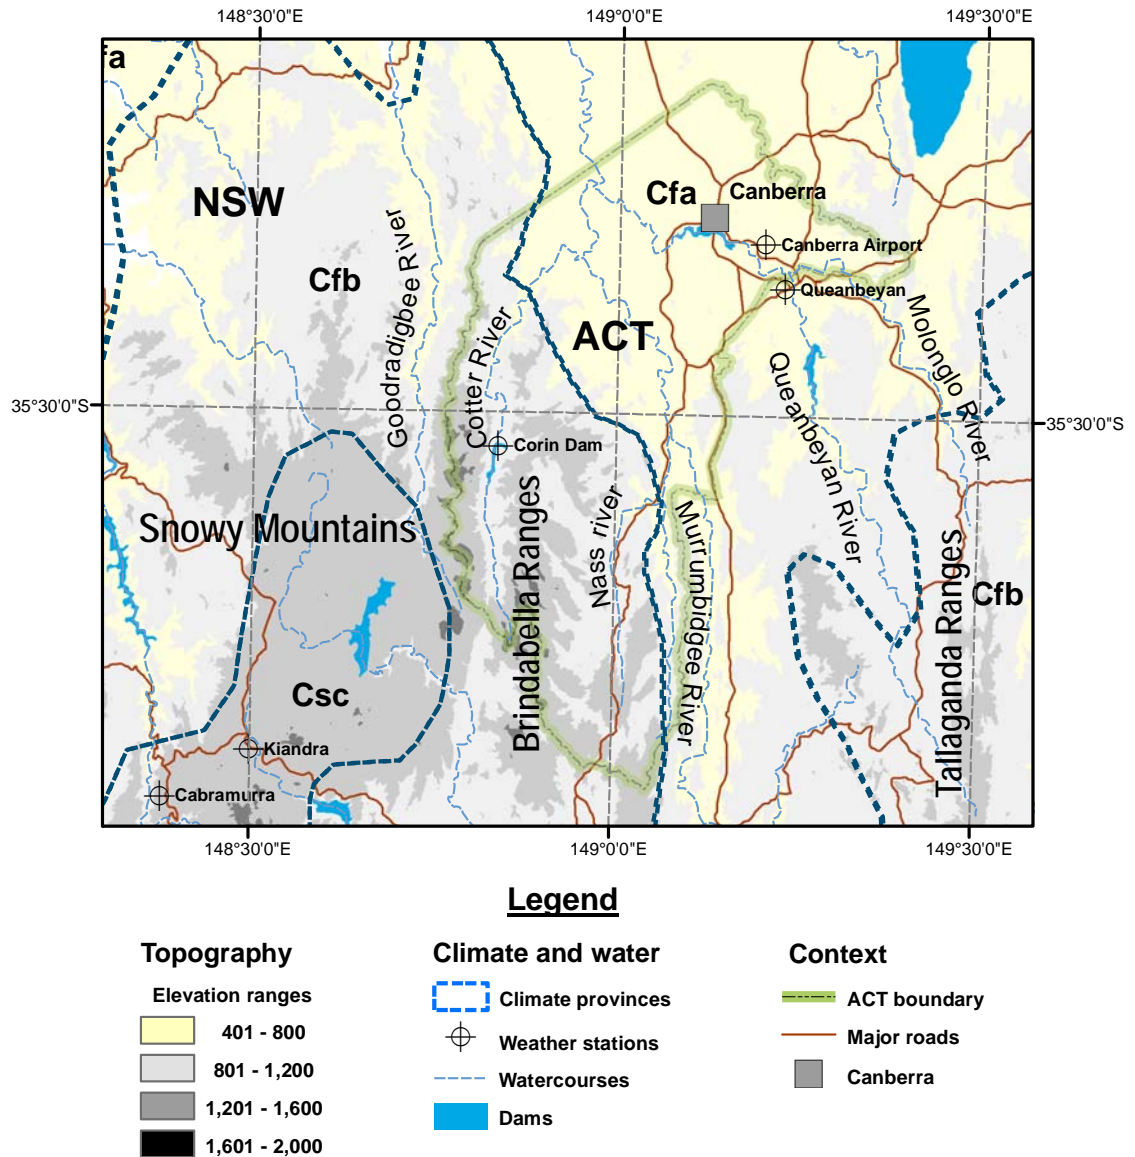 148°30'0"E
149°0'0"E
149°30'0"E
fa
NSW
Cfa
Canberra
Canberra Airport
Cfb
Goodradigbee River
Queanbeyan
Cotter River
ACT
Molonglo River
Queanbeyan River
35°30'0"S
35°30'0"S
Corin Dam
Snowy Mountains
Brindabella Ranges
Nass river
Murrumbidgee River
Tallaganda Ranges
Cfb
Csc
Kiandra
Cabramurra
148°30'0"E
149°0'0"E
149°30'0"E
Legend
Topography
Elevation ranges
401 - 800
801 - 1,200
1,201 - 1,600
1,601 - 2,000
Climate and water
Climate provinces
Weather stations
Watercourses
Dams
Context
ACT boundary
Major roads
Canberra